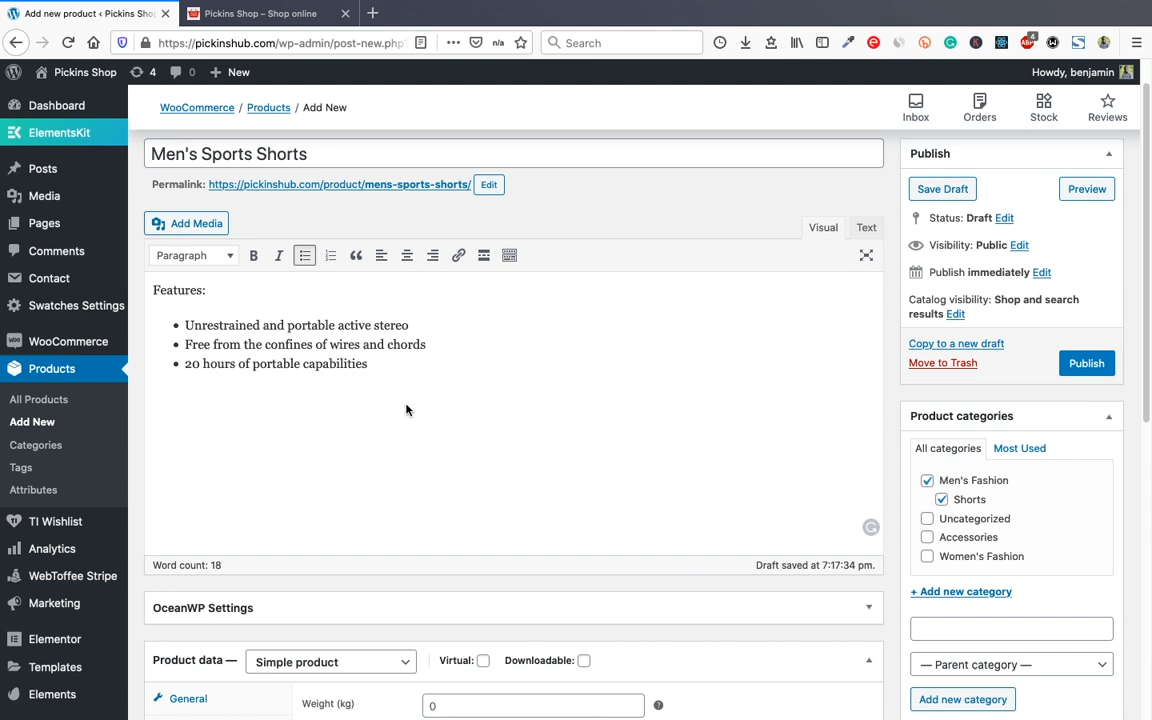 Add new product ‹ Pickins Shop
Pickins Shop – Shop online
https://pickinshub.com/wp-admin/post-new.php?
n/a
Search
4
Pickins Shop
4
0
New
Howdy, benjamin
Dashboard
ElementsKit
Posts
Media
Pages
Comments
Contact
Swatches Settings
WooCommerce
Products
All Products
Add New
Categories
Tags
Attributes
TI Wishlist
Analytics
WebToffee Stripe
Marketing
Elementor
Templates
Elements
WooCommerce / Products / Add New
Inbox
Orders
Stock
Reviews
Men's Sports Shorts
Permalink: https://pickinshub.com/product/mens-sports-shorts/ Edit
Add Media
Visual
Text
Paragraph
Features:
• Unrestrained and portable active stereo
• Free from the confines of wires and chords
• 20 hours of portable capabilities
Word count: 18
Draft saved at 7:17:34 pm.
OceanWP Settings
Product data —
Simple product
Virtual:
Downloadable:
General
Weight (kg)
0
Publish
Save Draft
Preview
Status: Draft Edit
Visibility: Public Edit
Publish immediately Edit
Catalog visibility: Shop and search
results Edit
Copy to a new draft
Move to Trash
Publish
Product categories
All categories
Most Used
Men's Fashion
Shorts
Uncategorized
Accessories
Women's Fashion
+ Add new category
— Parent category —
Add new category